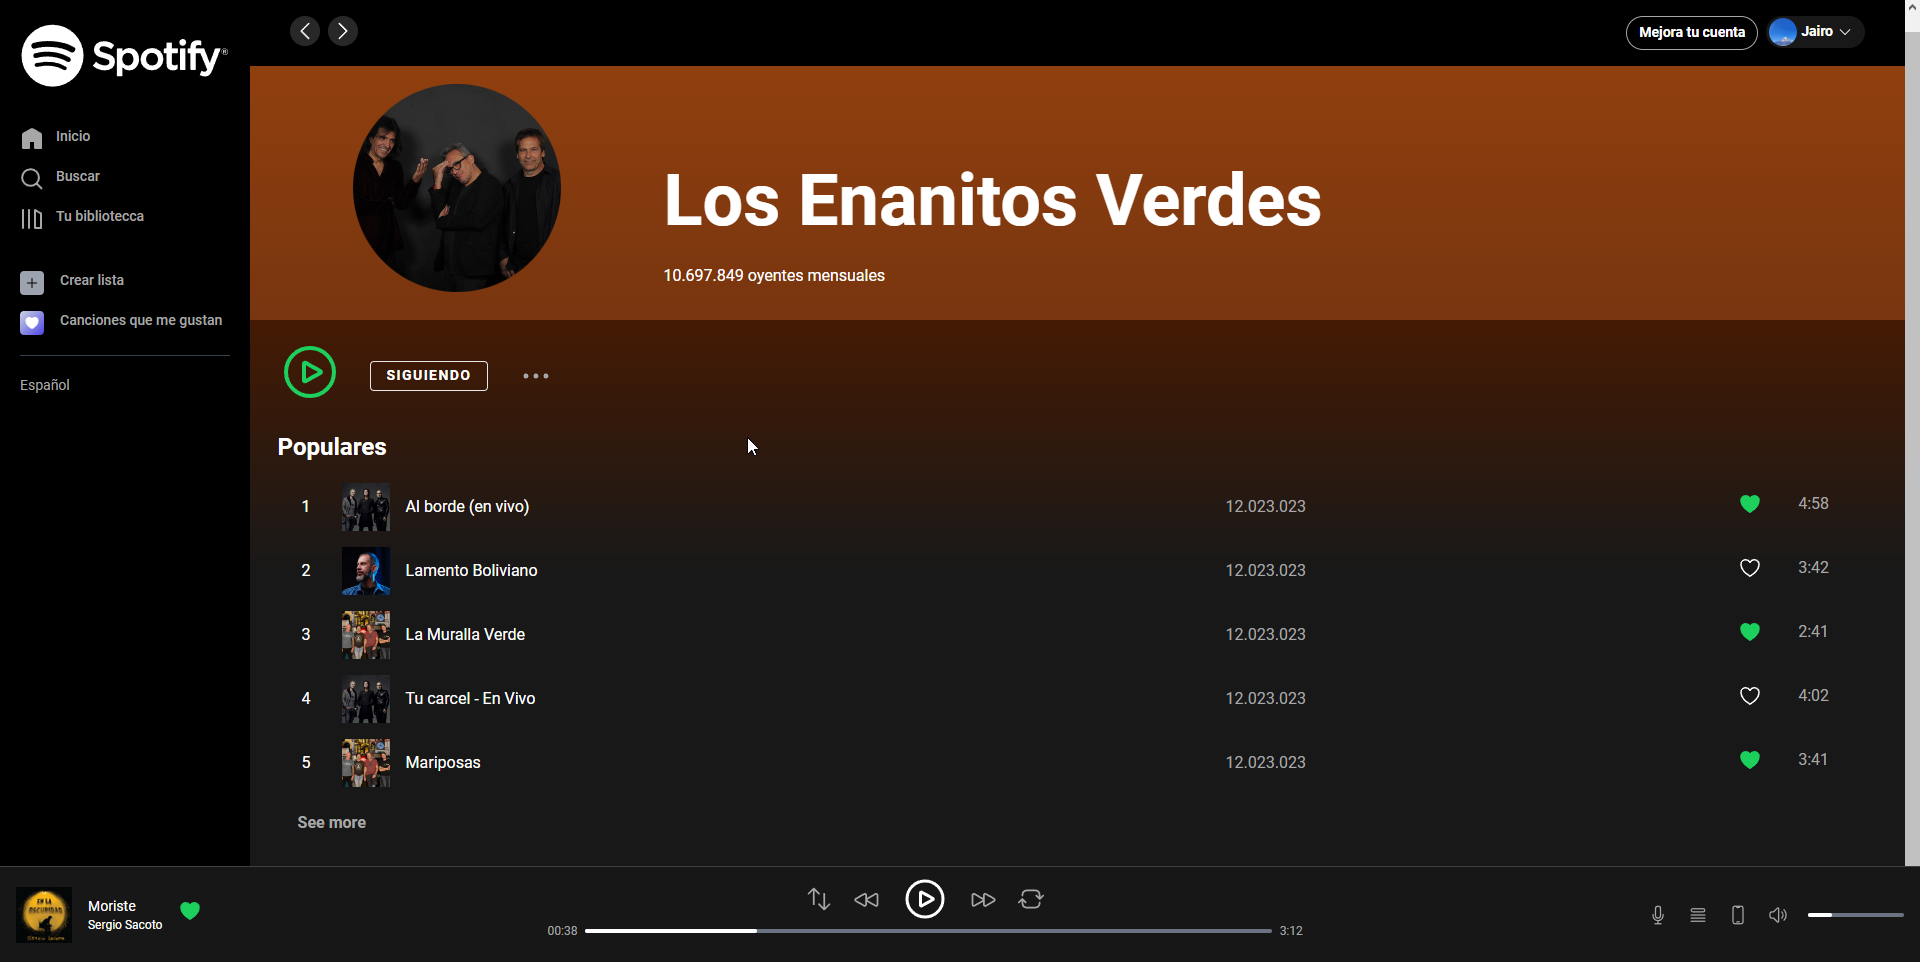 Spotify®
Mejora tu cuenta
Jairo
Inicio
Buscar
Tu bibliotecca
Crear lista
Canciones que me gustan
Español
Los Enanitos Verdes
10.697.849 oyentes mensuales
SIGUIENDO
Populares
1 Al borde (en vivo) 12.023.023 4:58
2 Lamento Boliviano 12.023.023 3:42
3 La Muralla Verde 12.023.023 2:41
4 Tu carcel - En Vivo 12.023.023 4:02
5 Mariposas 12.023.023 3:41
See more
EN LA
OSCURIDAD
Moriste
Sergio Sacoto
00:38
3:12